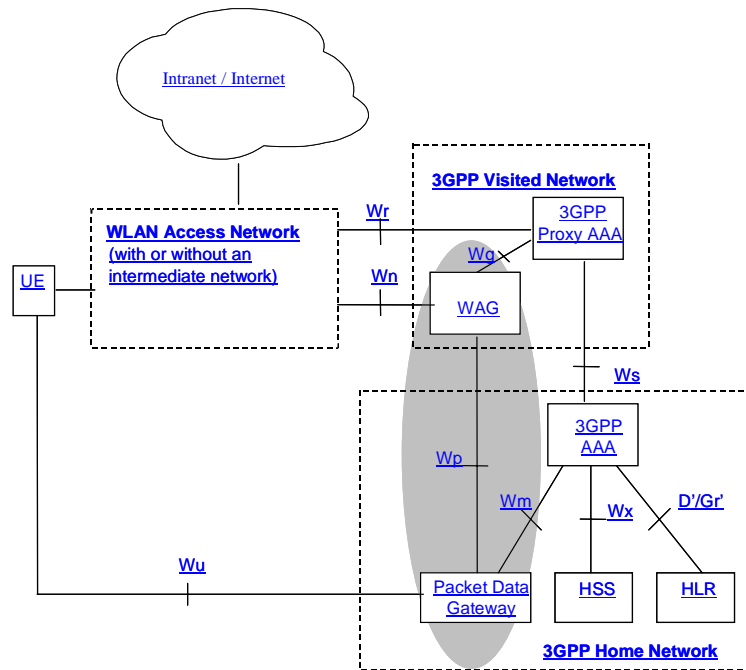 Intranet / Internet
3GPP Visited Network
Wr
3GPP
Proxy AAA
WLAN Access Network
(with or without an
intermediate network)
Wg
UE
Wn
WAG
Ws
3GPP
AAA
Wp
Wm
Wx
D'/Gr'
Wu
Packet Data
Gateway
HSS
HLR
3GPP Home Network